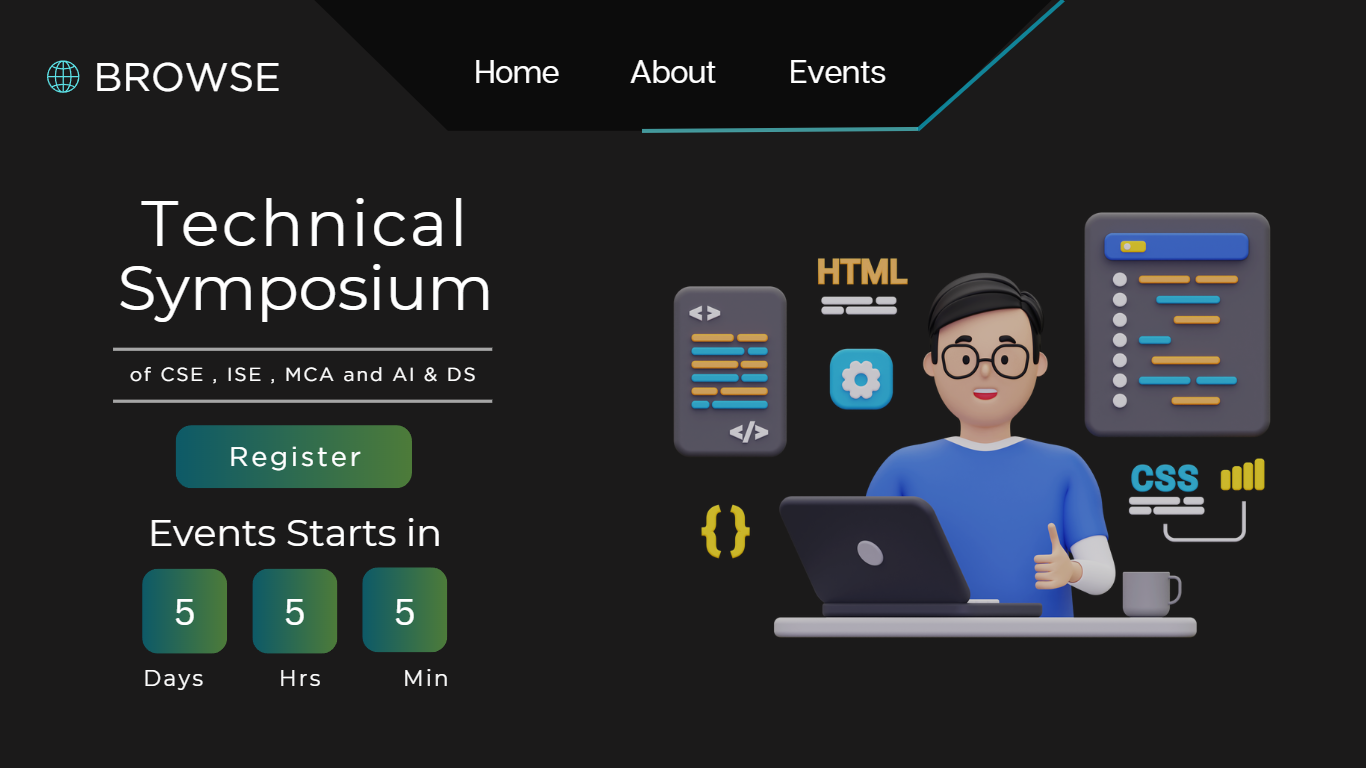 BROWSE
Home About Events
Technical
Symposium
of CSE , ISE , MCA and AI & DS
Register
Events Starts in
5 5 5
Days Hrs Min
< >
</>
HTML
{ }
CSS